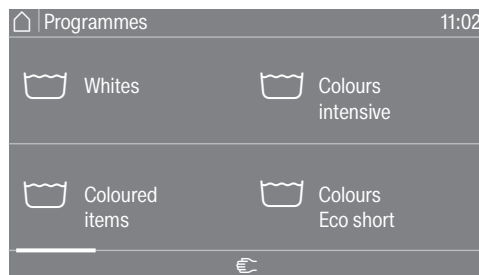 Programmes 11:02
Whites
Colours
intensive
Coloured
items
Colours
Eco short